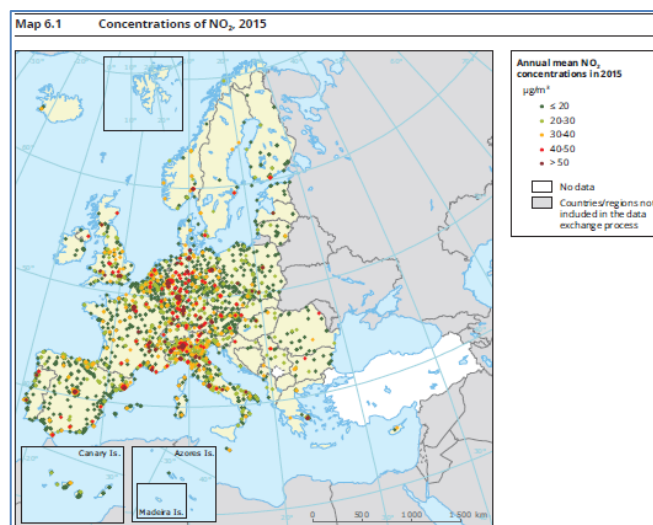 Map 6.1 Concentrations of NO₂, 2015
Annual mean NO₂
concentrations in 2015
µg/m³
≤ 20
20-30
30-40
40-50
> 50
No data
Countries/regions not
included in the data
exchange process
Canary Is.
Azores Is.
Madeira Is.
0 500 1 000 1 500 km